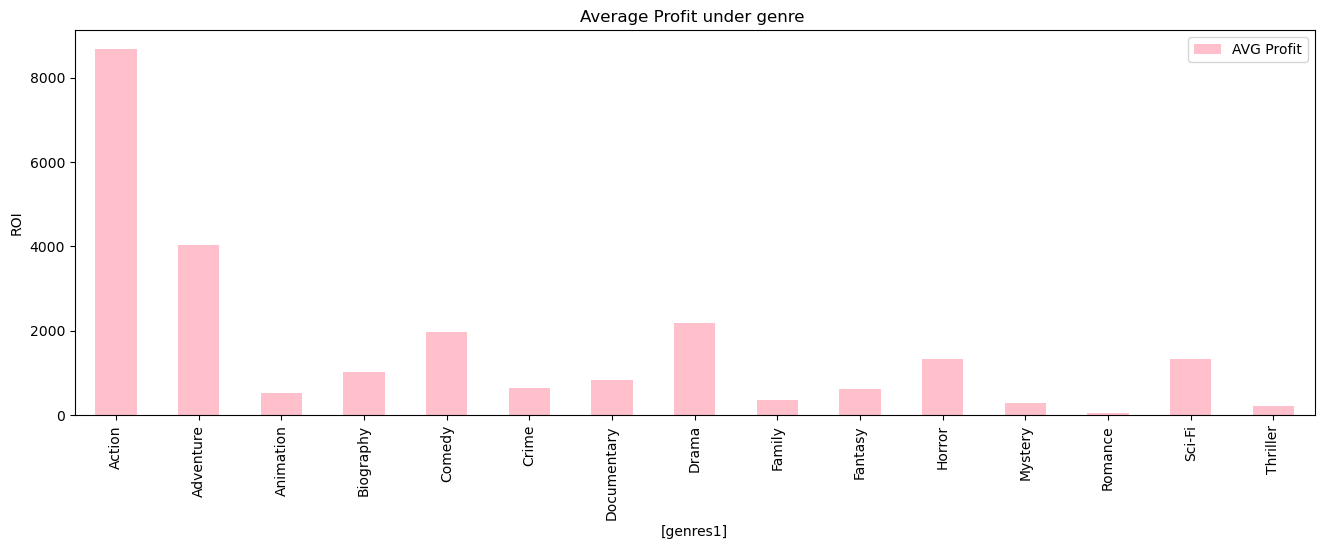 Average Profit under genre
AVG Profit
ROI
8000
6000
4000
2000
0
Action
Adventure
Animation
Biography
Comedy
Crime
Documentary
Drama
Family
Fantasy
Horror
Mystery
Romance
Sci-Fi
Thriller
[genres1]